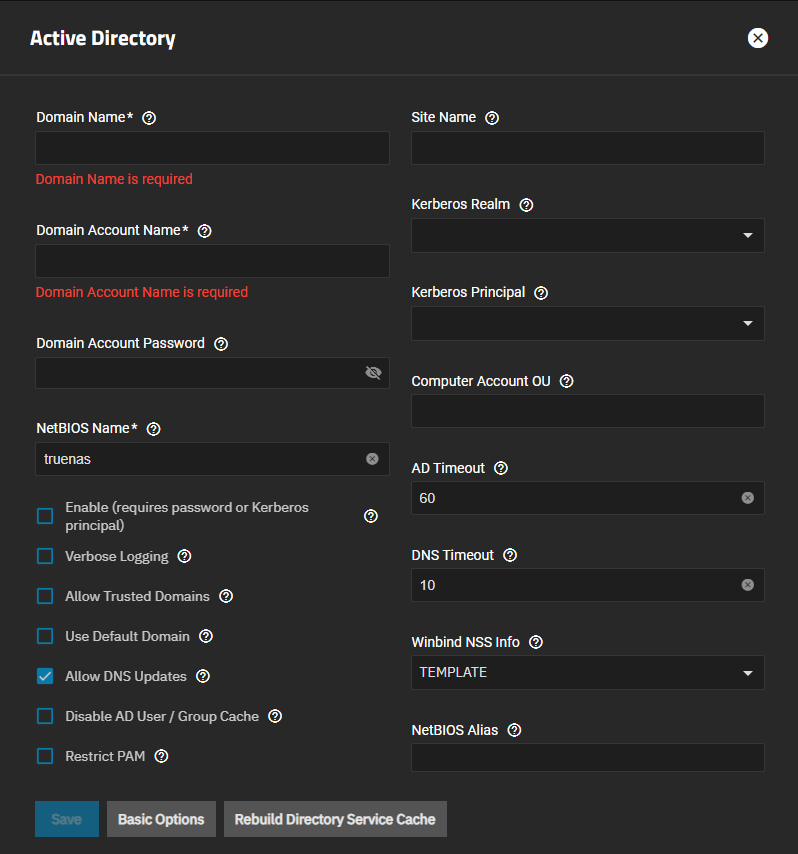 Active Directory
Domain Name*
Domain Name is required
Domain Account Name*
Domain Account Name is required
Domain Account Password
NetBIOS Name*
truenas
Enable (requires password or Kerberos
principal)
Verbose Logging
Allow Trusted Domains
Use Default Domain
Allow DNS Updates
Disable AD User / Group Cache
Restrict PAM
Site Name
Kerberos Realm
Kerberos Principal
Computer Account OU
AD Timeout
60
DNS Timeout
10
Winbind NSS Info
TEMPLATE
NetBIOS Alias
Save
Basic Options
Rebuild Directory Service Cache